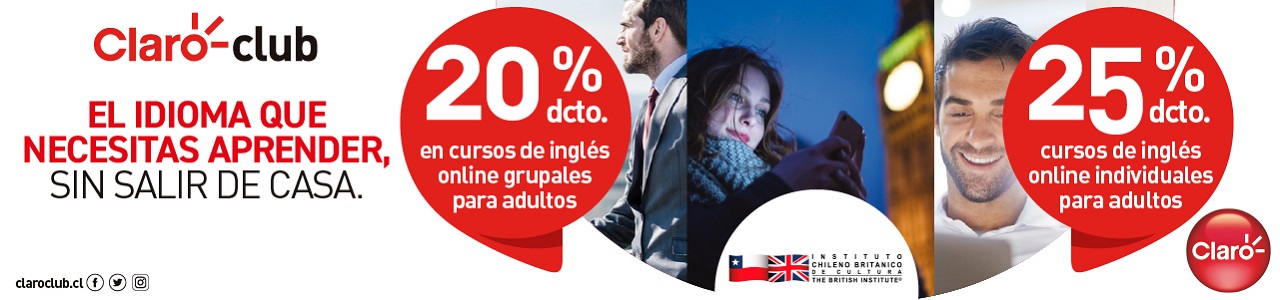 Claro-club
EL IDIOMA QUE
NECESITAS APRENDER,
SIN SALIR DE CASA.
claroclub.cl
20%
dcto.
en cursos de inglés
online grupales
para adultos
INSTITUTO
CHILENO BRITANICO
DE CULTURA
THE BRITISH INSTITUTE®
25%
dcto.
cursos de inglés
online individuales
para adultos
Claro